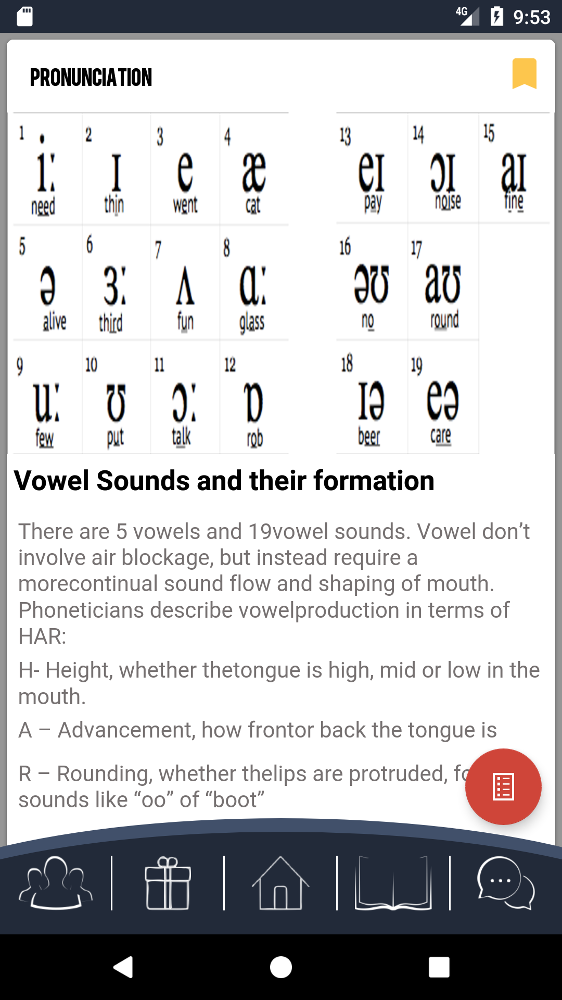 4G 9:53
PRONUNCIATION
1 2 3 4 13 14 15
iː ɪ e æ eɪ ɔɪ aɪ
need thin went cat pay noise fine
5 6 7 8 16 17
ə ɜː ʌ ɑː əʊ aʊ
alive third fun glass no round
9 10 11 12 18 19
uː ʊ ɔː ɒ ɪə eə
few put talk rob beer care
Vowel Sounds and their formation
There are 5 vowels and 19vowel sounds. Vowel don’t
involve air blockage, but instead require a
morecontinual sound flow and shaping of mouth.
Phoneticians describe vowelproduction in terms of
HAR:
H- Height, whether thetongue is high, mid or low in the
mouth.
A – Advancement, how frontor back the tongue is
R – Rounding, whether thelips are protruded,
sounds like “oo” of “boot”